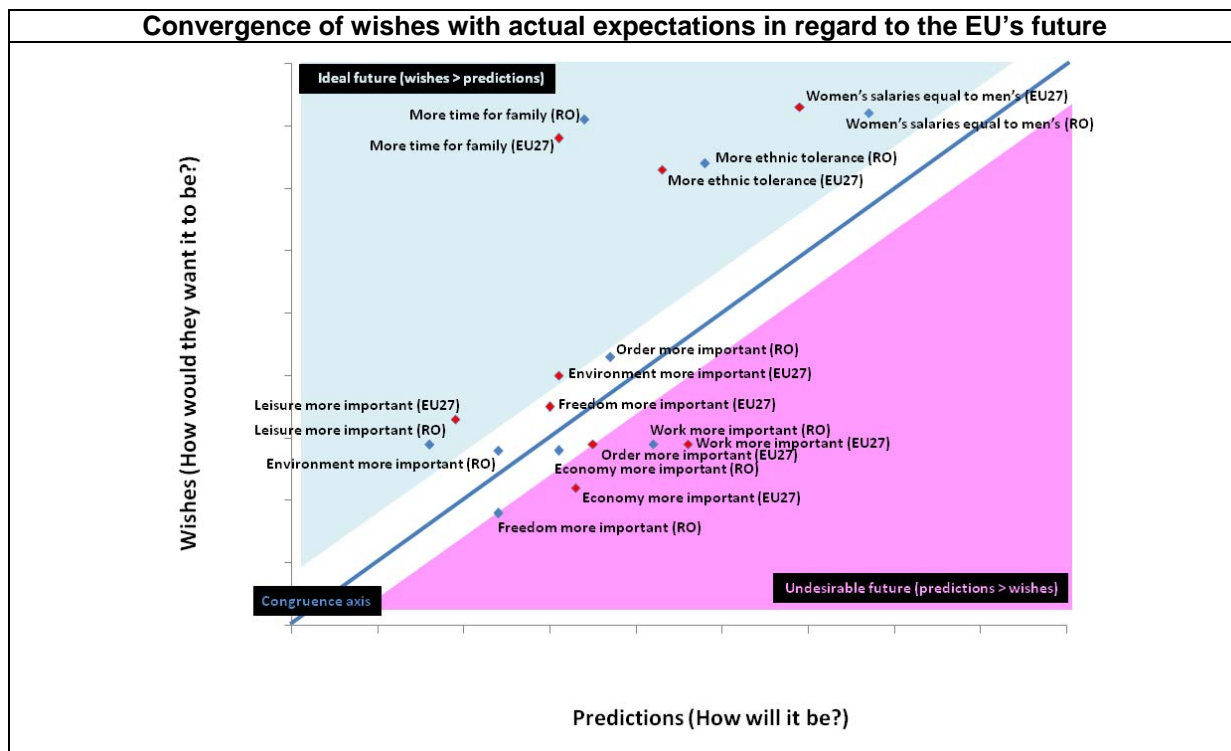 Convergence of wishes with actual expectations in regard to the EU's future
Ideal future (wishes > predictions)
Women's salaries equal to men's (EU27)
More time for family (RO)
Women's salaries equal to men's (RO)
More time for family (EU27)
More ethnic tolerance (RO)
More ethnic tolerance (EU27)
Wishes (How would they want it to be?)
Order more important (RO)
Environment more important (EU27)
Leisure more important (EU27)
Freedom more important (EU27)
Leisure more important (RO)
Work more important (RO)
Work more important (EU27)
Order more important (EU27)
Environment more important (RO)
Economy more important (RO)
Economy more important (EU27)
Freedom more important (RO)
Undesirable future (predictions > wishes)
Congruence axis
Predictions (How will it be?)